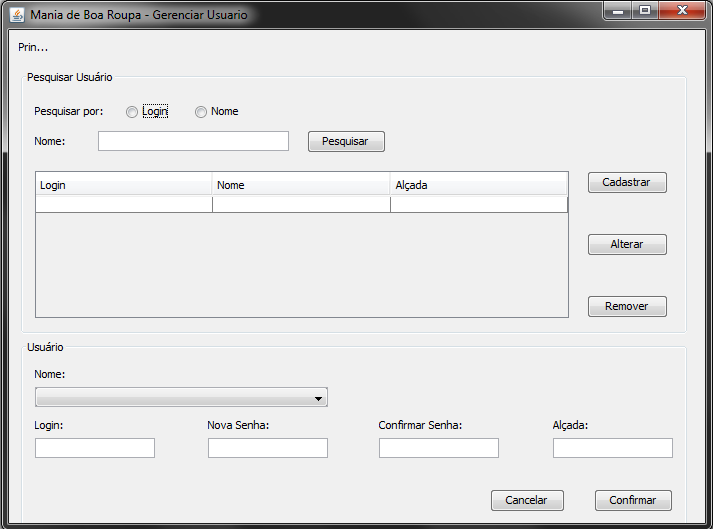 Mania de Boa Roupa - Gerenciar Usuario
Prin...
Pesquisar Usuário
Pesquisar por: Login Nome
Nome: Pesquisar
Login Nome Alçada
Cadastrar
Alterar
Remover
Usuário
Nome:
Login: Nova Senha: Confirmar Senha: Alçada:
Cancelar Confirmar